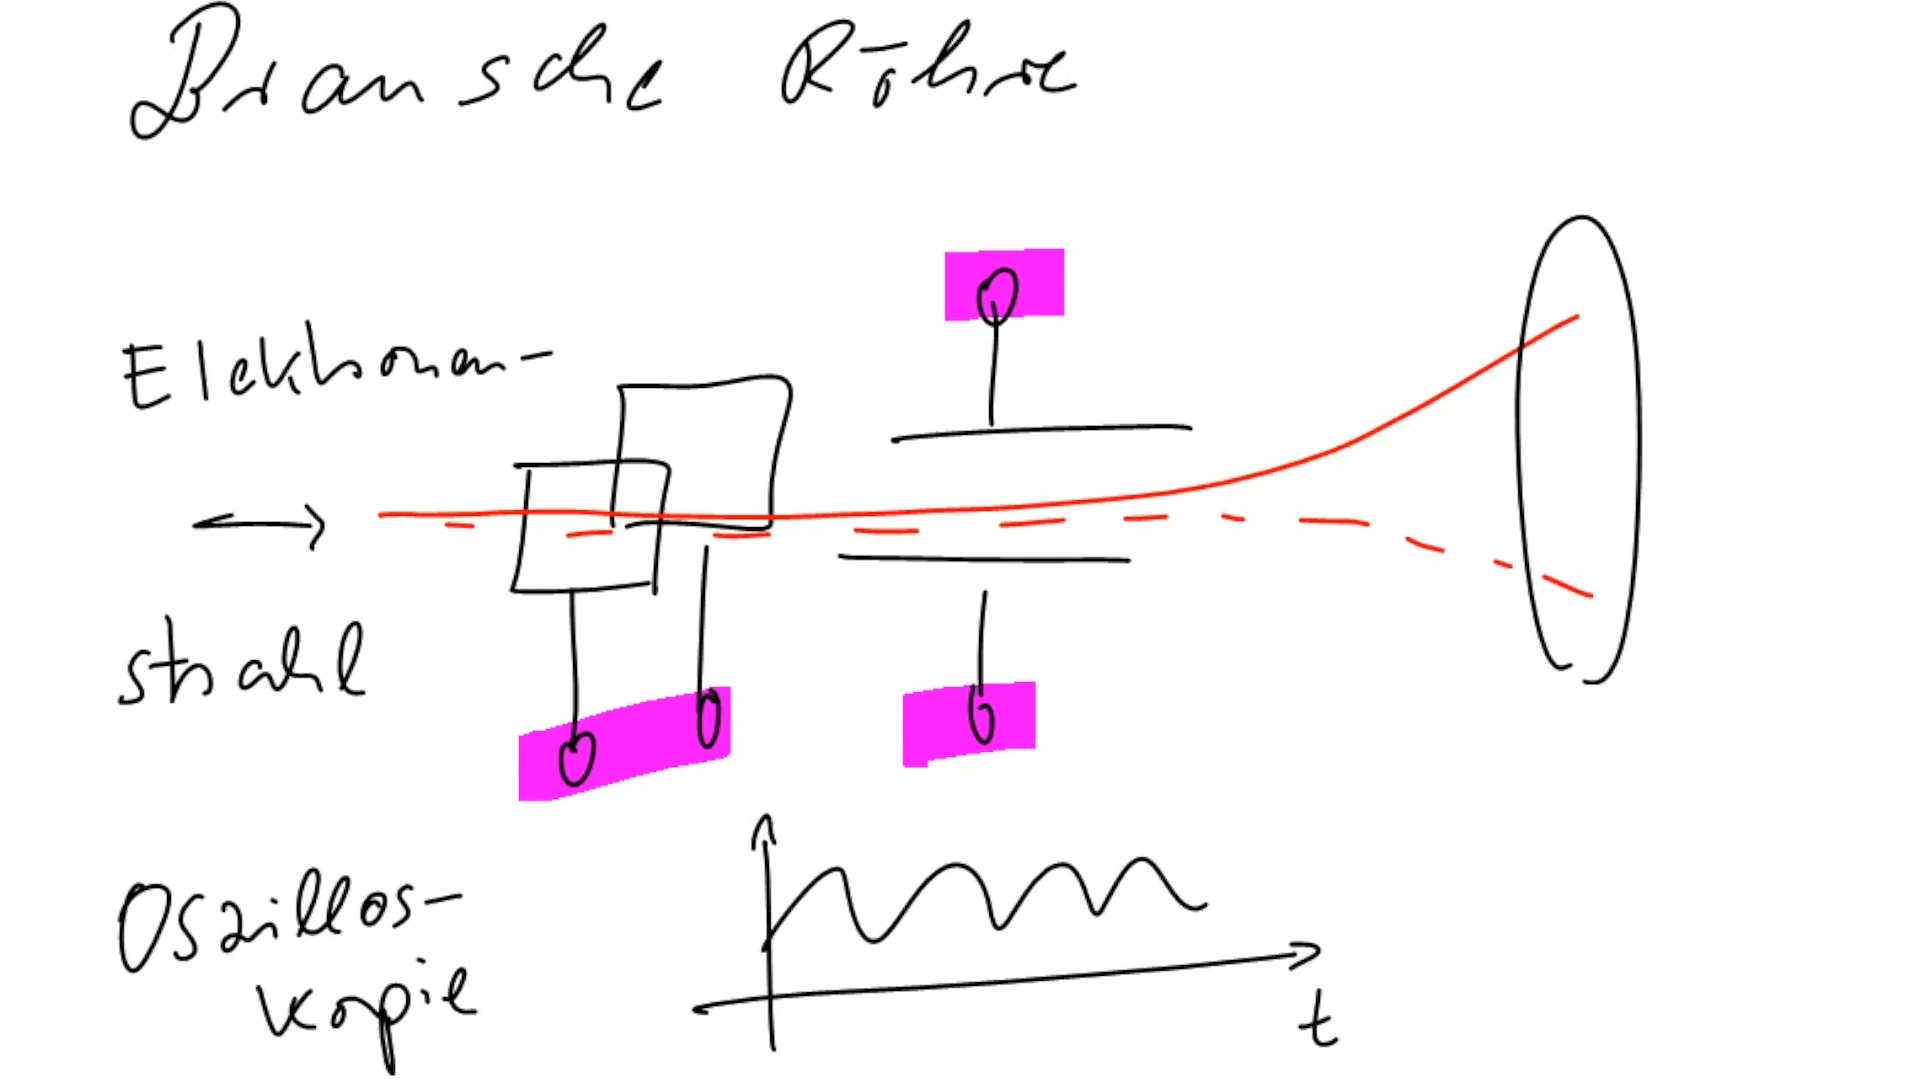 Braunsche Röhre
Elektronen-
strahl
Oszillos-
kopie
t